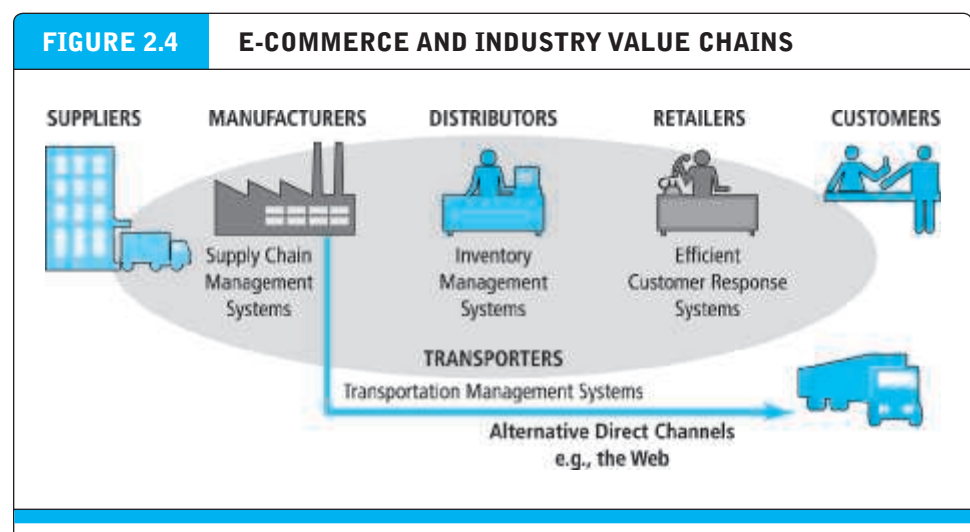 FIGURE 2.4 E-COMMERCE AND INDUSTRY VALUE CHAINS
SUPPLIERS MANUFACTURERS DISTRIBUTORS RETAILERS CUSTOMERS
Supply Chain
Management
Systems
Inventory
Management
Systems
Efficient
Customer Response
Systems
TRANSPORTERS
Transportation Management Systems
Alternative Direct Channels
e.g., the Web